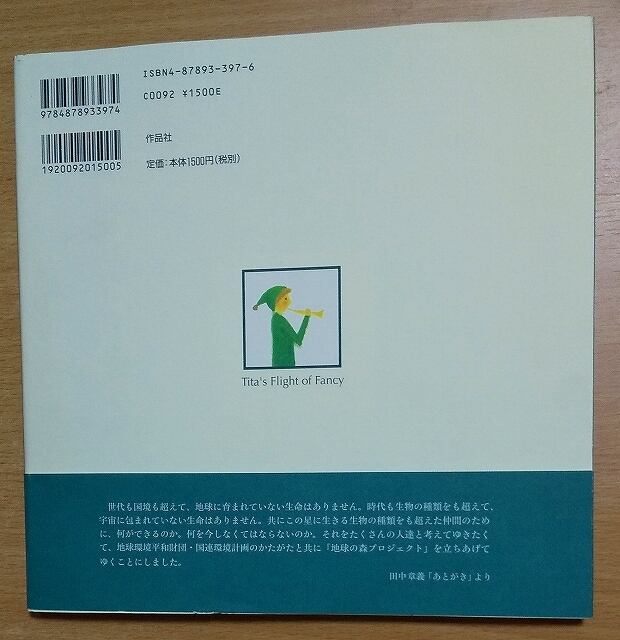 ISBN4-87893-397-6
C0092 ¥1500E
9784878933974
作品社
1920092015005
定価:本体1500円(税別)
Tita's Flight of Fancy
世代も国境も超えて、地球に育まれていない生命はありません。時代も生物の種類をも超えて、
宇宙に包まれていない生命はありません。共にこの星に生きる生物の種類をも超えた仲間のため
に、何ができるのか。何を今しなくてはならないのか。それをたくさんの人達と考えてゆきたく
て、地球環境平和財団・国連環境計画のかたがたと共に「地球の森プロジェクト」を立ちあげて
ゆくことにしました。
田中章義「あとがき」より